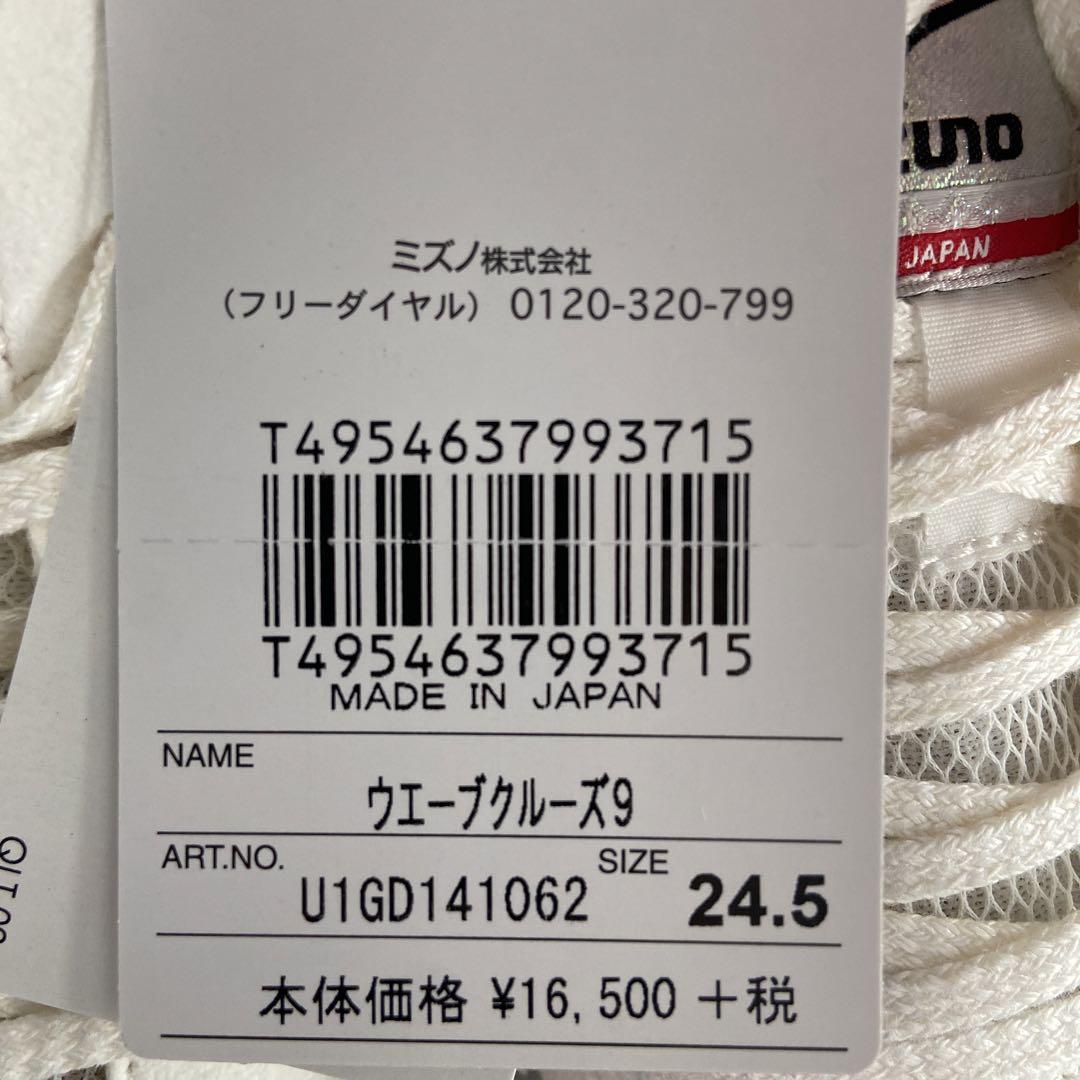 ミズノ株式会社
（フリーダイヤル） 0120-320-799
T4954637993715
T4954637993715
MADE IN JAPAN
NAME
ウエーブクルーズ9
ART.NO.
U1GD141062
SIZE
24.5
本体価格 ¥16,500 +税
JAPAN